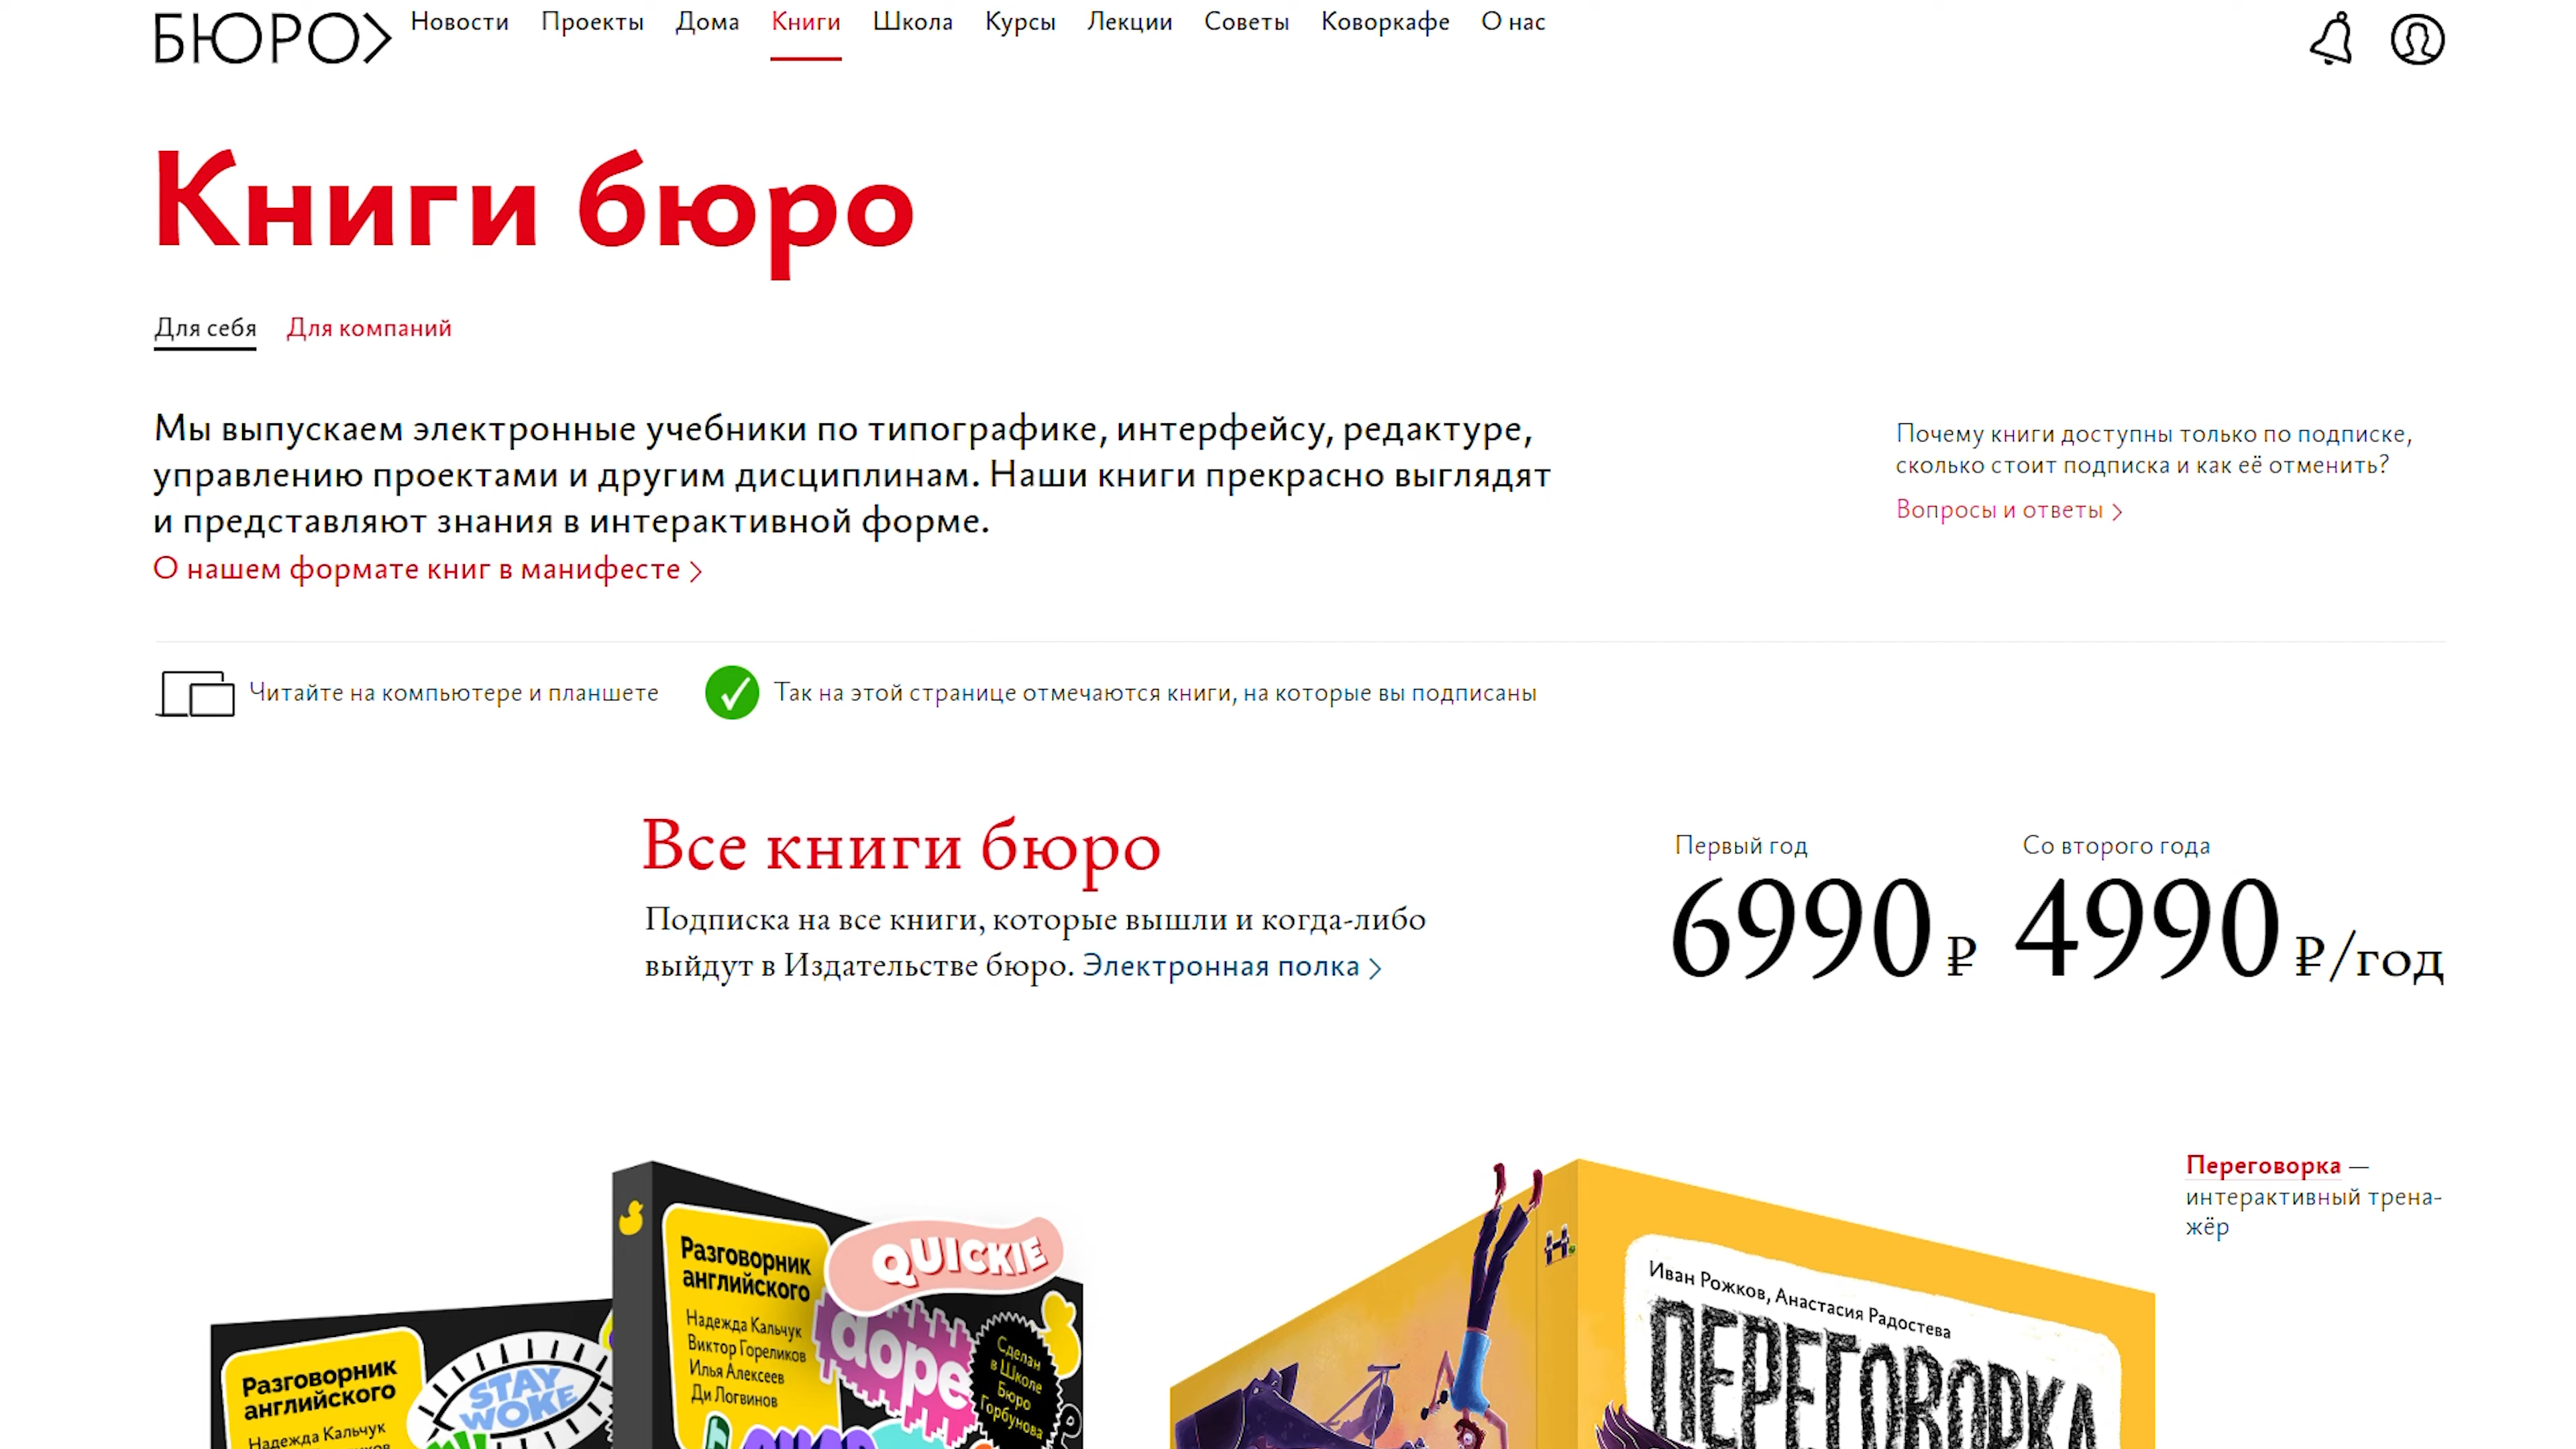 БЮРО
Новости Проекты Дома Книги Школа Курсы Лекции Советы Коворкафе О нас
Книги бюро
Для себя Для компаний
Мы выпускаем электронные учебники по типографике, интерфейсу, редактуре,
управлению проектами и другим дисциплинам. Наши книги прекрасно выглядят
и представляют знания в интерактивной форме.
О нашем формате книг в манифесте >
Почему книги доступны только по подписке,
сколько стоит подписка и как её отменить?
Вопросы и ответы >
Читайте на компьютере и планшете
Так на этой странице отмечаются книги, на которые вы подписаны
Все книги бюро
Подписка на все книги, которые вышли и когда-либо
выйдут в Издательстве бюро. Электронная полка >
Первый год
6990 ₽
Со второго года
4990 ₽/год
Разговорник
английского
Надежда Кальчук
STAY
WOKE
Разговорник
английского
Надежда Кальчук
Виктор Гореликов
Илья Алексеев
Ди Логвинов
QUICKIE
dope
Сделан
в Школе
Бюро
Горбунова
Иван Рожков, Анастасия Радостева
ПЕРЕГОВОРКА
Переговорка —
интерактивный трена-
жёр